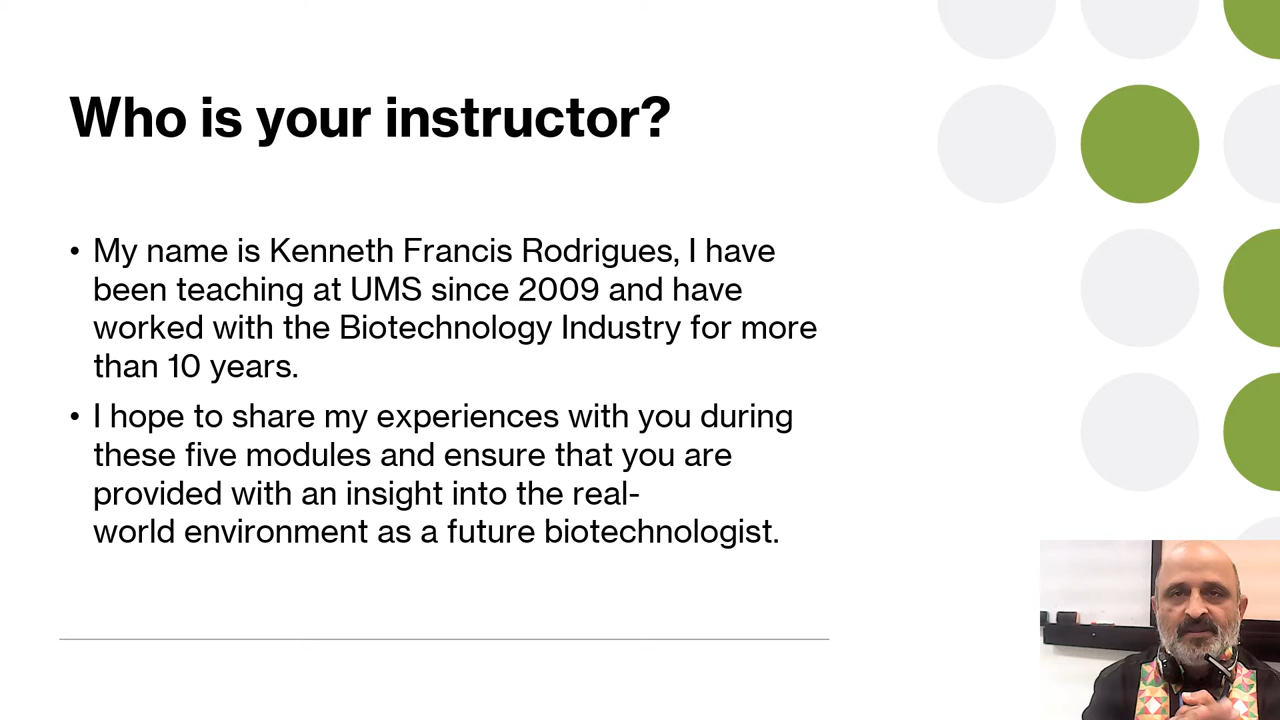 Who is your instructor?
• My name is Kenneth Francis Rodrigues, I have
been teaching at UMS since 2009 and have
worked with the Biotechnology Industry for more
than 10 years.
• I hope to share my experiences with you during
these five modules and ensure that you are
provided with an insight into the real-
world environment as a future biotechnologist.